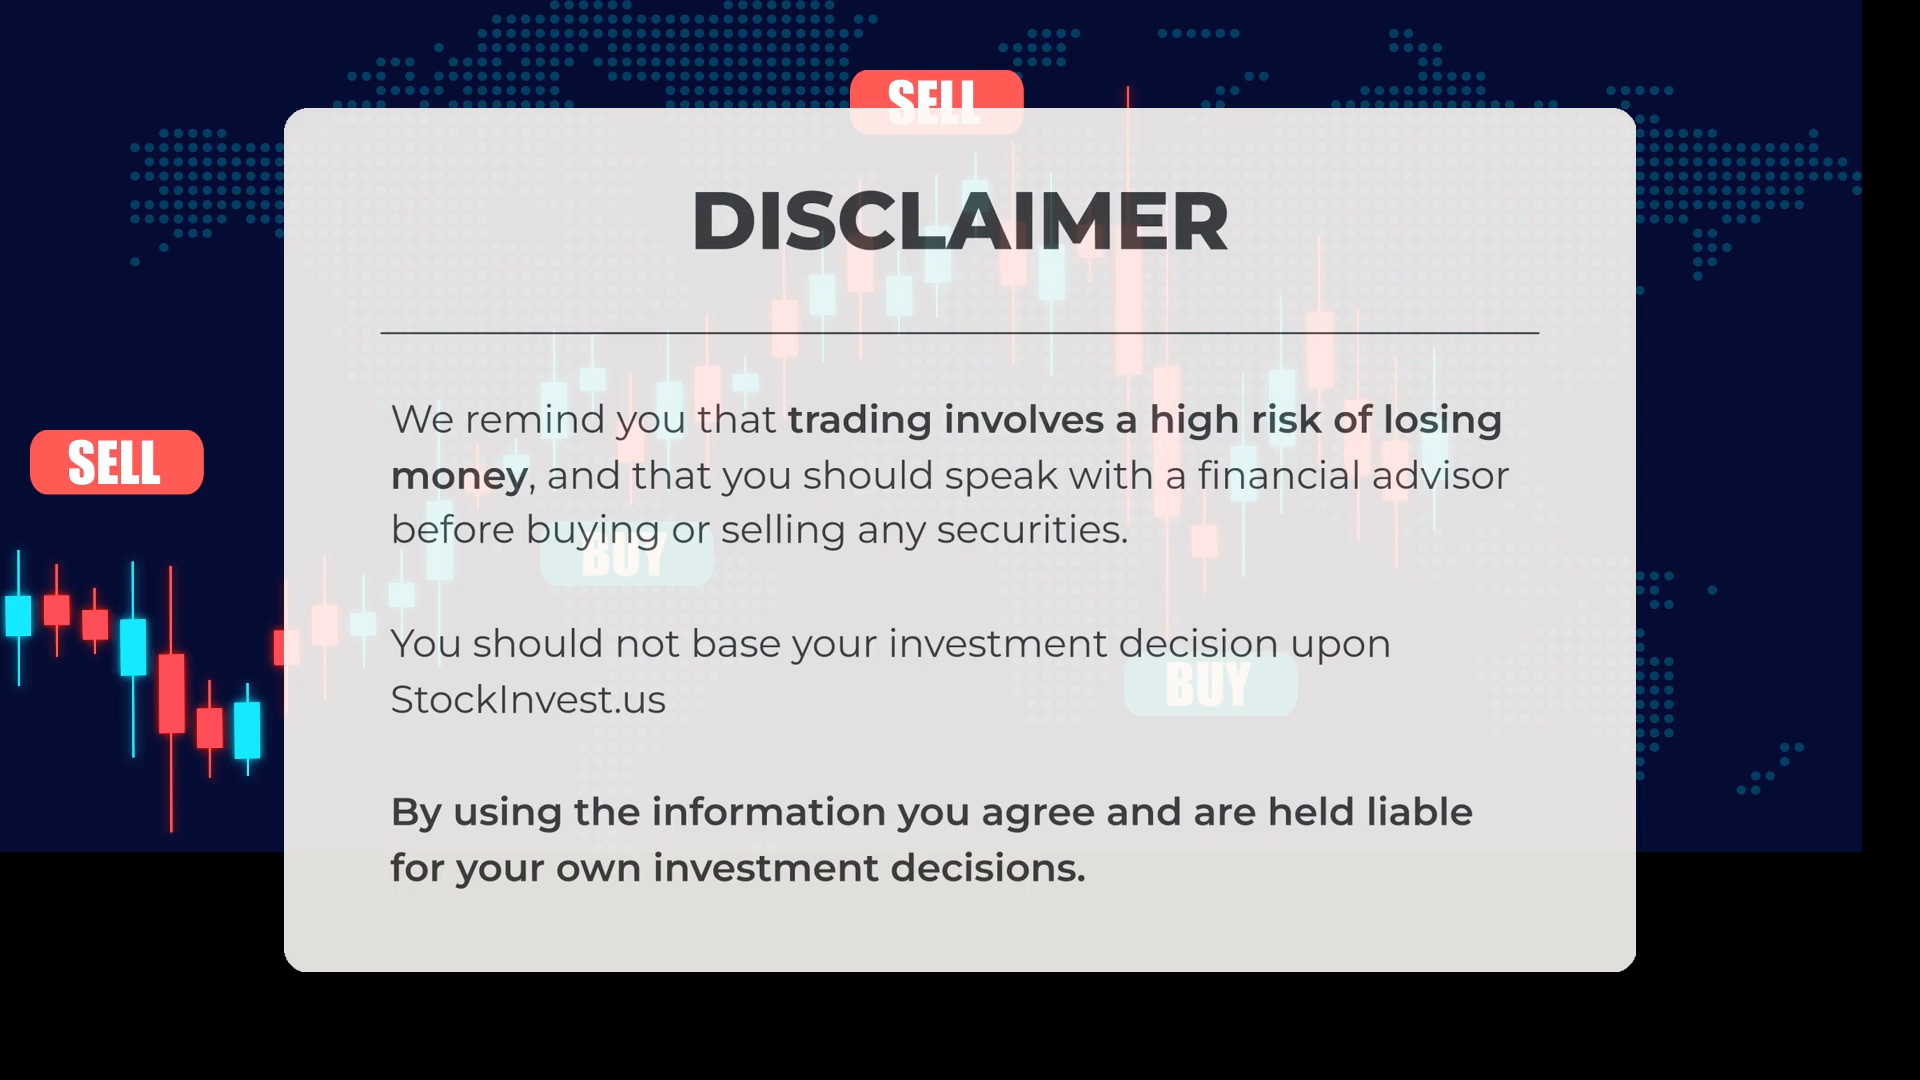 SELL
DISCLAIMER
We remind you that trading involves a high risk of losing
money, and that you should speak with a financial advisor
before buying or selling any securities.
SELL
BUY
You should not base your investment decision upon
StockInvest.us
BUY
By using the information you agree and are held liable
for your own investment decisions.